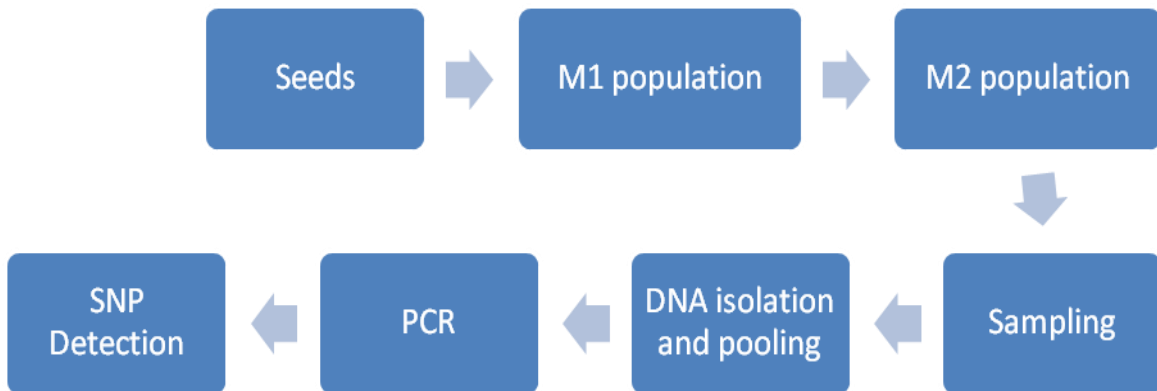 Seeds
M1 population
M2 population
Sampling
DNA isolation
and pooling
PCR
SNP
Detection